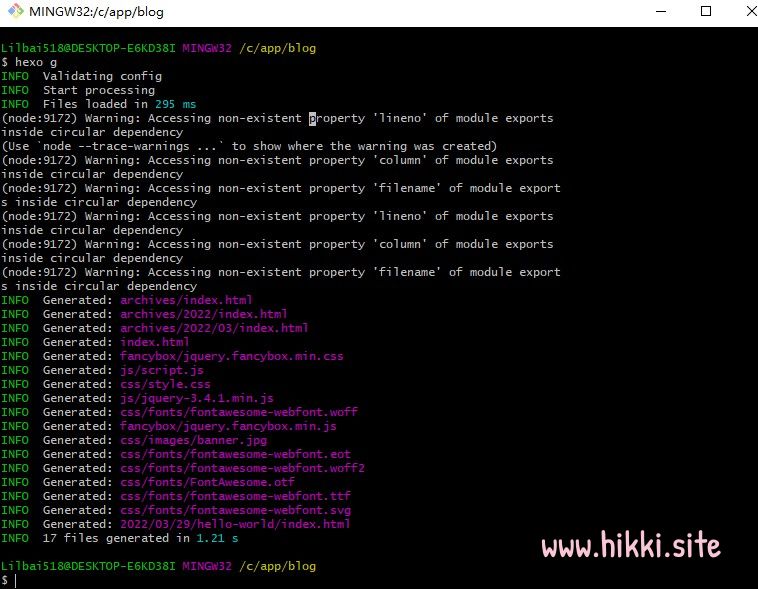 MINGW32:/c/app/blog
Lilbai518@DESKTOP-E6KD38I MINGW32 /c/app/blog
$ hexo g
INFO  Validating config
INFO  Start processing
INFO  Files loaded in 295 ms
(node:9172) Warning: Accessing non-existent property 'lineno' of module exports
inside circular dependency
(Use `node --trace-warnings ...` to show where the warning was created)
(node:9172) Warning: Accessing non-existent property 'column' of module exports
inside circular dependency
(node:9172) Warning: Accessing non-existent property 'filename' of module export
s inside circular dependency
(node:9172) Warning: Accessing non-existent property 'lineno' of module exports
inside circular dependency
(node:9172) Warning: Accessing non-existent property 'column' of module exports
inside circular dependency
(node:9172) Warning: Accessing non-existent property 'filename' of module export
s inside circular dependency
INFO  Generated: archives/index.html
INFO  Generated: archives/2022/index.html
INFO  Generated: archives/2022/03/index.html
INFO  Generated: index.html
INFO  Generated: fancybox/jquery.fancybox.min.css
INFO  Generated: js/script.js
INFO  Generated: css/style.css
INFO  Generated: js/jquery-3.4.1.min.js
INFO  Generated: css/fonts/fontawesome-webfont.woff
INFO  Generated: fancybox/jquery.fancybox.min.js
INFO  Generated: css/images/banner.jpg
INFO  Generated: css/fonts/fontawesome-webfont.eot
INFO  Generated: css/fonts/fontawesome-webfont.woff2
INFO  Generated: css/fonts/FontAwesome.otf
INFO  Generated: css/fonts/fontawesome-webfont.ttf
INFO  Generated: css/fonts/fontawesome-webfont.svg
INFO  Generated: 2022/03/29/hello-world/index.html
INFO  17 files generated in 1.21 s
www.hikki.site
Lilbai518@DESKTOP-E6KD38I MINGW32 /c/app/blog
$